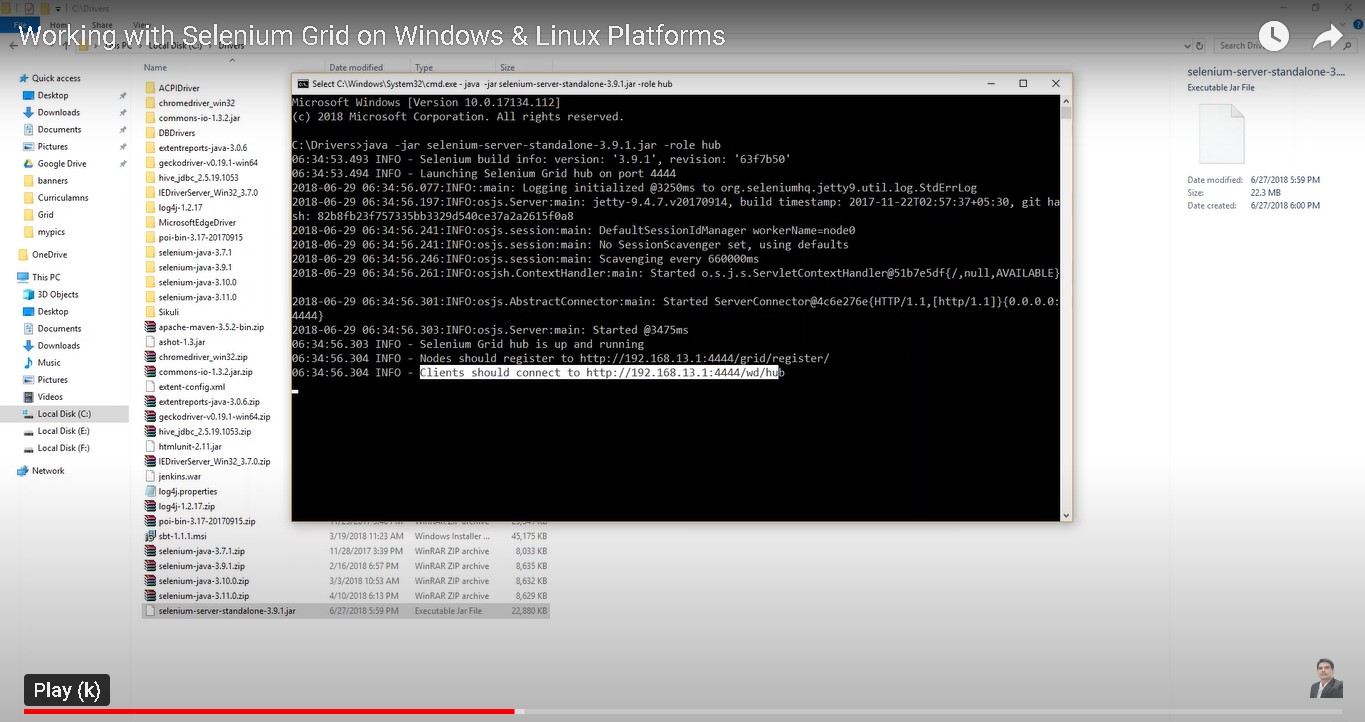 C:\Drivers
Home
Share
View
Working with Selenium Grid on Windows & Linux Platforms
This PC
Local Disk (C:)
Drivers
Name
Date modified
Type
Size
Quick access
Desktop
Downloads
Documents
Pictures
Google Drive
banners
Curriculamns
Grid
mypics
OneDrive
This PC
3D Objects
Desktop
Documents
Downloads
Music
Pictures
Videos
Local Disk (C:)
Local Disk (E:)
Local Disk (F:)
Network
ACPIDriver
chromedriver_win32
commons-io-1.3.2.jar
DBDrivers
extentreports-java-3.0.6
geckodriver-v0.19.1-win64
hive_jdbc_2.5.19.1053
IEDriverServer_Win32_3.7.0
log4j-1.2.17
MicrosoftEdgeDriver
poi-bin-3.17-20170915
selenium-java-3.7.1
selenium-java-3.9.1
selenium-java-3.10.0
selenium-java-3.11.0
Sikuli
apache-maven-3.5.2-bin.zip
ashot-1.3.jar
chromedriver_win32.zip
commons-io-1.3.2.jar.zip
extent-config.xml
extentreports-java-3.0.6.zip
geckodriver-v0.19.1-win64.zip
hive_jdbc_2.5.19.1053.zip
htmlunit-2.11.jar
IEDriverServer_Win32_3.7.0.zip
jenkins.war
log4j.properties
log4j-1.2.17.zip
poi-bin-3.17-20170915.zip
sbt-1.1.1.msi 3/19/2018 11:23 AM Windows Installer ... 45,175 KB
selenium-java-3.7.1.zip 11/28/2017 3:39 PM WinRAR ZIP archive 8,033 KB
selenium-java-3.9.1.zip 2/16/2018 6:57 PM WinRAR ZIP archive 8,635 KB
selenium-java-3.10.0.zip 3/3/2018 10:53 AM WinRAR ZIP archive 8,632 KB
selenium-java-3.11.0.zip 4/10/2018 6:13 PM WinRAR ZIP archive 8,629 KB
selenium-server-standalone-3.9.1.jar 6/27/2018 5:59 PM Executable Jar File 22,880 KB
Select C:\Windows\System32\cmd.exe - java -jar selenium-server-standalone-3.9.1.jar -role hub
Microsoft Windows [Version 10.0.17134.112]
(c) 2018 Microsoft Corporation. All rights reserved.
C:\Drivers>java -jar selenium-server-standalone-3.9.1.jar -role hub
06:34:53.493 INFO - Selenium build info: version: '3.9.1', revision: '63f7b50'
06:34:53.494 INFO - Launching Selenium Grid hub on port 4444
2018-06-29 06:34:56.077:INFO::main: Logging initialized @3250ms to org.seleniumhq.jetty9.util.log.StdErrLog
2018-06-29 06:34:56.197:INFO:osjs.Server:main: jetty-9.4.7.v20170914, build timestamp: 2017-11-22T02:57:37+05:30, git ha
sh: 82b8fb23f757335bb3329d540ce37a2a2615f0a8
2018-06-29 06:34:56.241:INFO:osjs.session:main: DefaultSessionIdManager workerName=node0
2018-06-29 06:34:56.241:INFO:osjs.session:main: No SessionScavenger set, using defaults
2018-06-29 06:34:56.246:INFO:osjs.session:main: Scavenging every 660000ms
2018-06-29 06:34:56.261:INFO:osjsh.ContextHandler:main: Started o.s.j.s.ServletContextHandler@51b7e5df{/,null,AVAILABLE}
2018-06-29 06:34:56.301:INFO:osjs.AbstractConnector:main: Started ServerConnector@4c6e276e{HTTP/1.1,[http/1.1]}{0.0.0.0:
4444}
2018-06-29 06:34:56.303:INFO:osjs.Server:main: Started @3475ms
06:34:56.303 INFO - Selenium Grid hub is up and running
06:34:56.304 INFO - Nodes should register to http://192.168.13.1:4444/grid/register/
06:34:56.304 INFO - Clients should connect to http://192.168.13.1:4444/wd/hub
selenium-server-standalone-3....
Executable Jar File
Date modified: 6/27/2018 5:59 PM
Size: 22.3 MB
Date created: 6/27/2018 6:00 PM
Play (k)